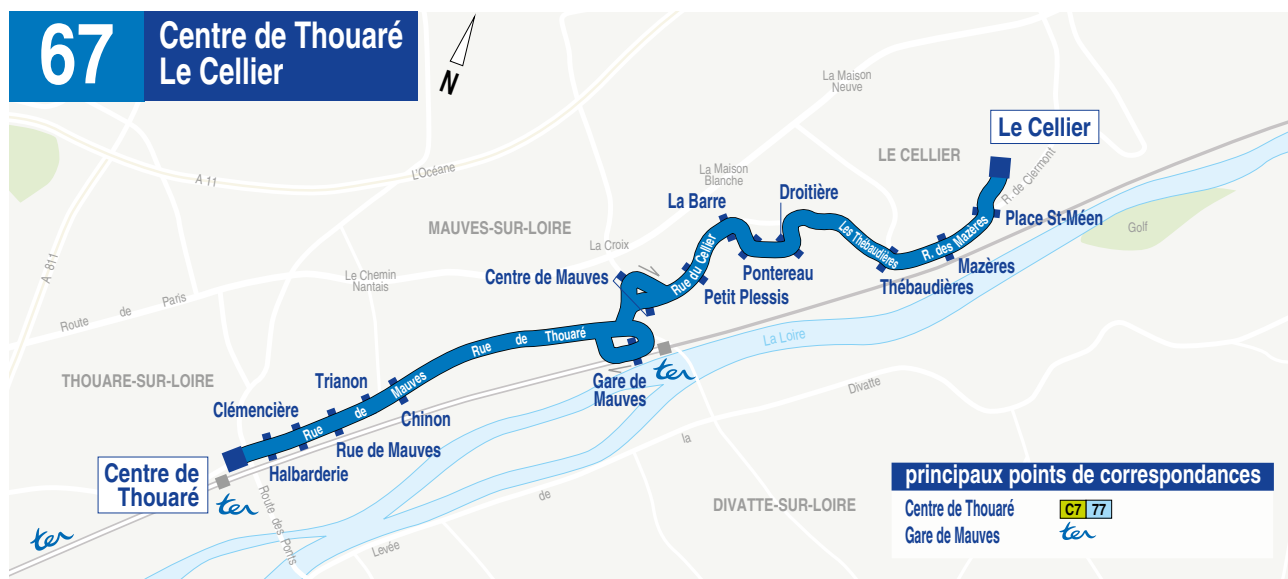 67
Centre de Thouaré
Le Cellier
N
La Maison
Neuve
Le Cellier
LE CELLIER
A 11
L'Océane
La Maison
Blanche
Droitière
R. de Clermont
La Barre
Place St-Méen
MAUVES-SUR-LOIRE
Golf
A 811
La Croix
Les Thébaudières
R. des Mazères
Le Chemin
Nantais
Centre de Mauves
Rue du Cellier
Pontereau
Mazères
Thébaudières
Petit Plessis
Route de Paris
Rue de Thouaré
La Loire
THOUARE-SUR-LOIRE
Trianon
Rue de Mauves
Gare de
Mauves
ter
Divatte
Clémencière
Chinon
Rue de Mauves
Halbarderie
Centre de
Thouaré
ter
ter
Route des Ponts
Levée de la
DIVATTE-SUR-LOIRE
principaux points de correspondances
Centre de Thouaré C7 77
Gare de Mauves ter